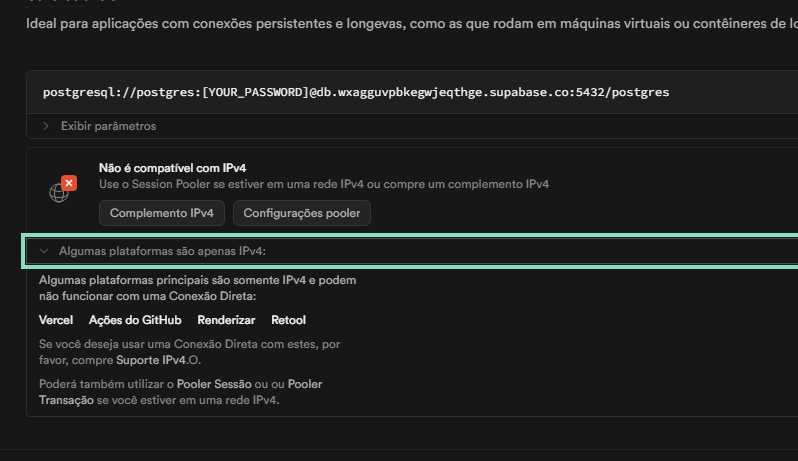 Ideal para aplicações com conexões persistentes e longevas, como as que rodam em máquinas virtuais ou contêineres de
postgresql://postgres:[YOUR_PASSWORD]@db.wxagguvpbkegwjeqthge.supabase.co:5432/postgres
Exibir parâmetros
Não é compatível com IPv4
Use o Session Pooler se estiver em uma rede IPv4 ou compre um complemento IPv4
Complemento IPv4 Configurações pooler
Algumas plataformas são apenas IPv4:
Algumas plataformas principais são somente IPv4 e podem
não funcionar com uma Conexão Direta:
Vercel Ações do GitHub Renderizar Retool
Se você deseja usar uma Conexão Direta com estes, por
favor, compre Suporte IPv4.O.
Poderá também utilizar o Pooler Sessão ou ou Pooler
Transação se você estiver em uma rede IPv4.